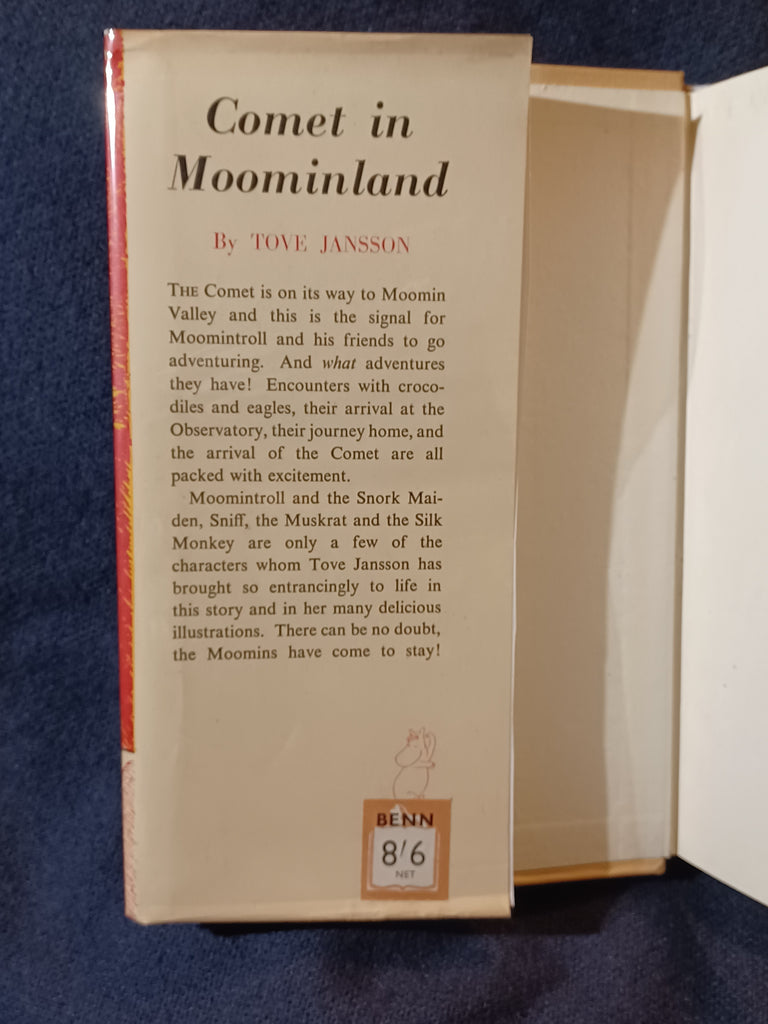 Comet in
Moominland
By TOVE JANSSON
THE Comet is on its way to Moomin
Valley and this is the signal for
Moomintroll and his friends to go
adventuring. And what adventures
they have! Encounters with croco-
diles and eagles, their arrival at the
Observatory, their journey home, and
the arrival of the Comet are all
packed with excitement.
Moomintroll and the Snork Mai-
den, Sniff, the Muskrat and the Silk
Monkey are only a few of the
characters whom Tove Jansson has
brought so entrancingly to life in
this story and in her many delicious
illustrations. There can be no doubt,
the Moomins have come to stay!
BENN
8/6
NET